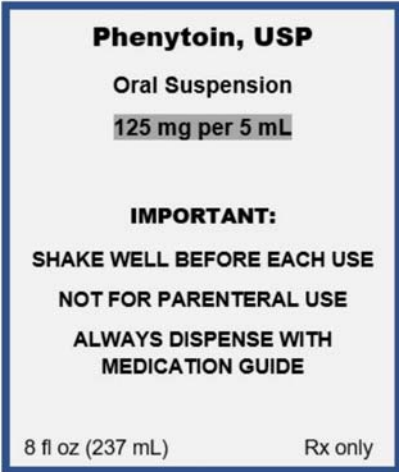 Phenytoin, USP
Oral Suspension
125 mg per 5 mL
IMPORTANT:
SHAKE WELL BEFORE EACH USE
NOT FOR PARENTERAL USE
ALWAYS DISPENSE WITH
MEDICATION GUIDE
8 fl oz (237 mL) Rx only